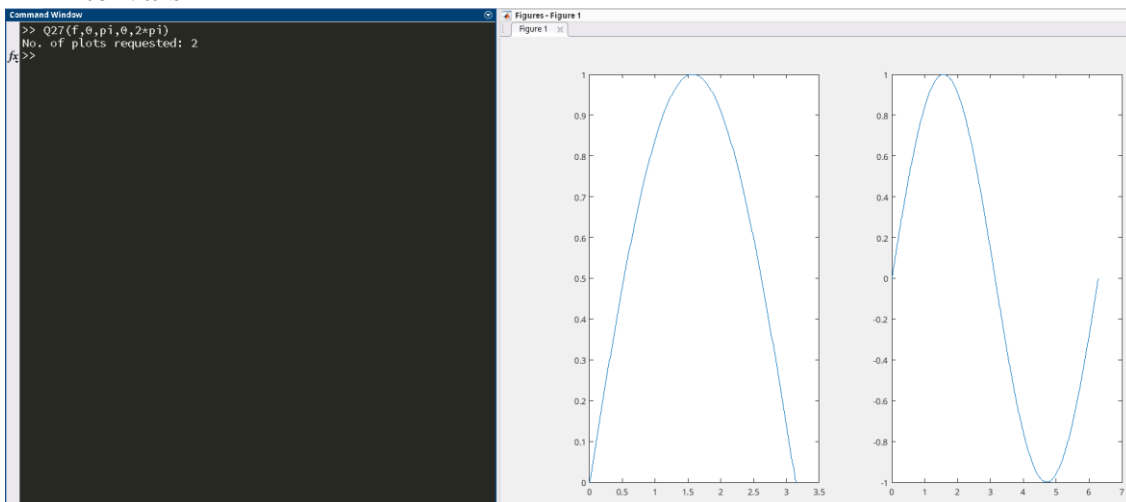 Command Window
>> Q27(f,0,pi,0,2*pi)
No. of plots requested: 2
fx >>
Figures - Figure 1
Figure 1
1
0.9
0.8
0.7
0.6
0.5
0.4
0.3
0.2
0.1
0
0 0.5 1 1.5 2 2.5 3 3.5
1
0.8
0.6
0.4
0.2
0
-0.2
-0.4
-0.6
-0.8
-1
0 1 2 3 4 5 6 7